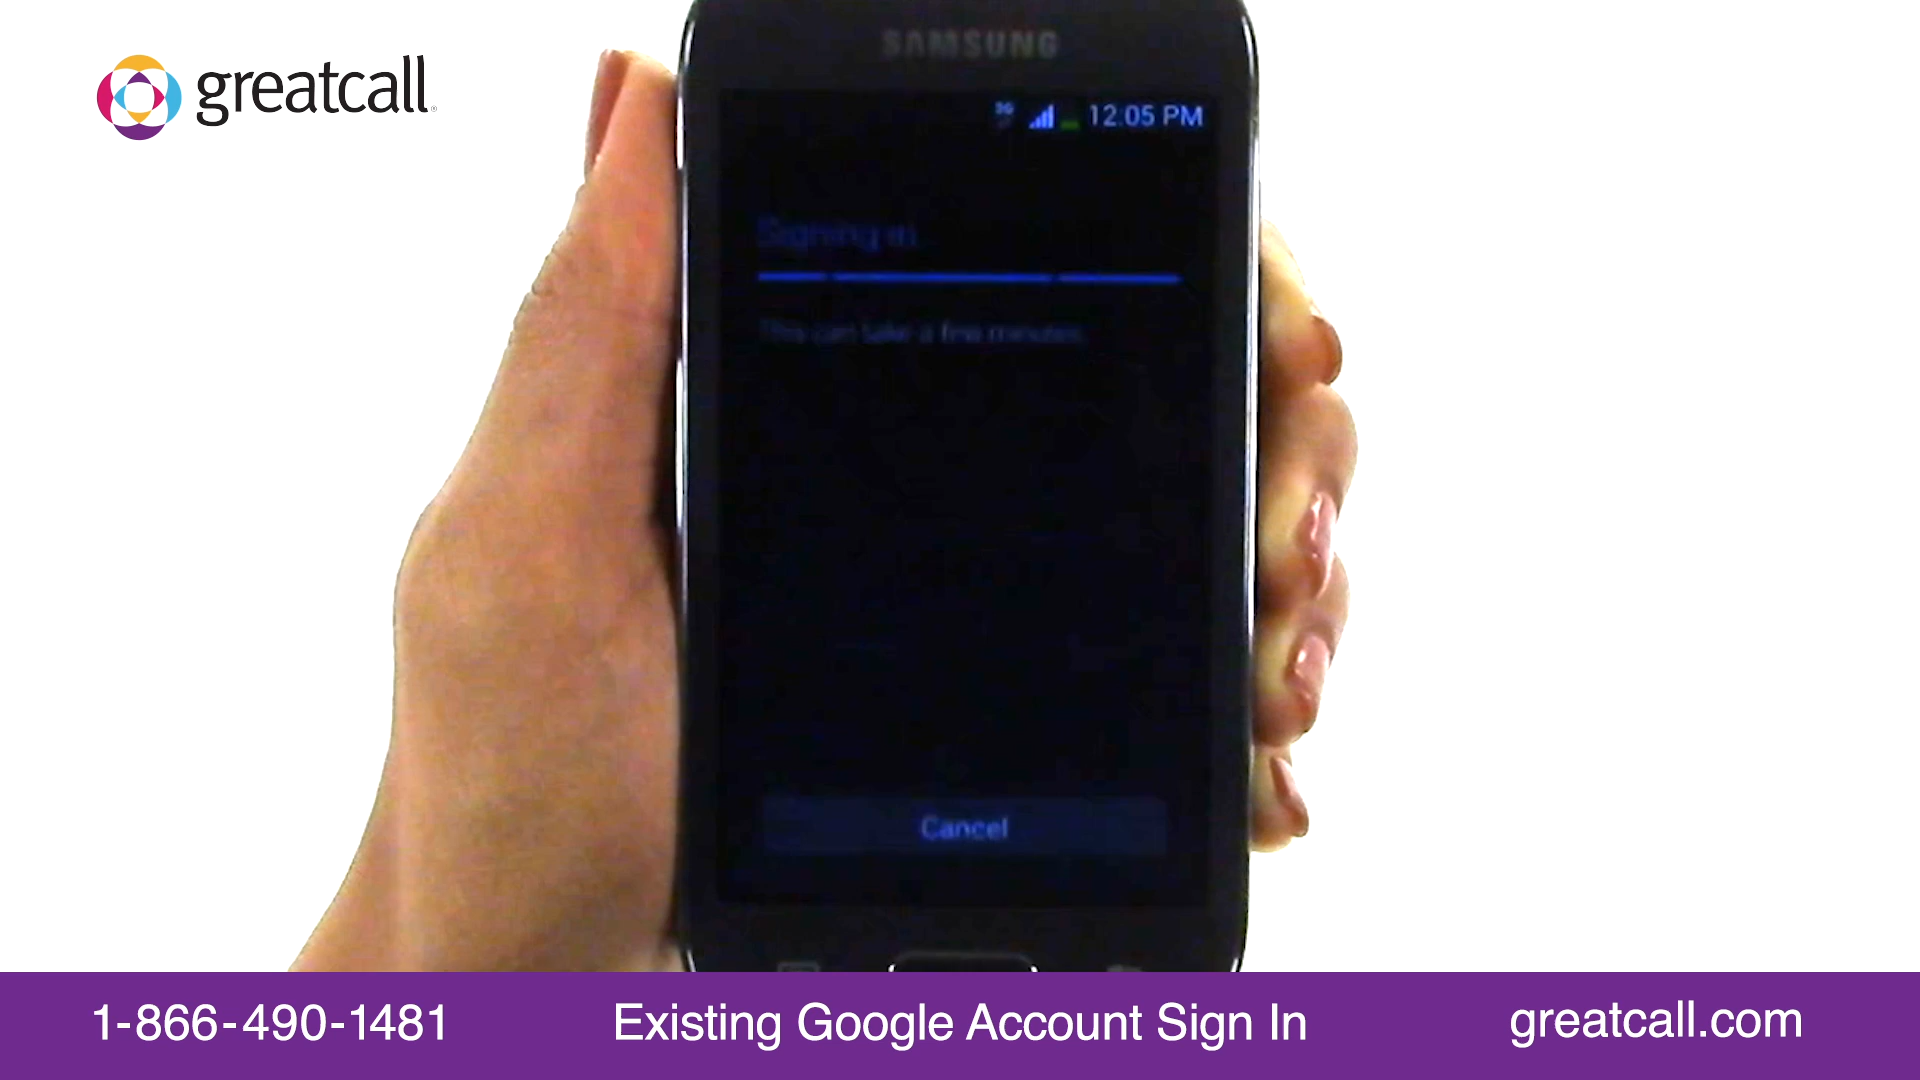 greatcall
SAMSUNG
3G 12:05 PM
Signing in
This can take a few minutes.
Cancel
1-866-490-1481 Existing Google Account Sign In greatcall.com